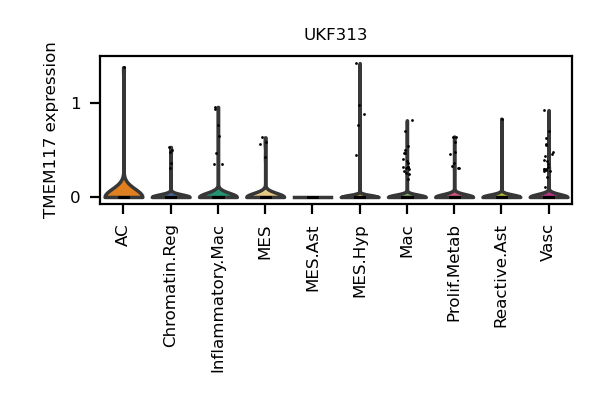 UKF313
TMEM117 expression
1
0
AC
Chromatin.Reg
Inflammatory.Mac
MES
MES.Ast
MES.Hyp
Mac
Prolif.Metab
Reactive.Ast
Vasc